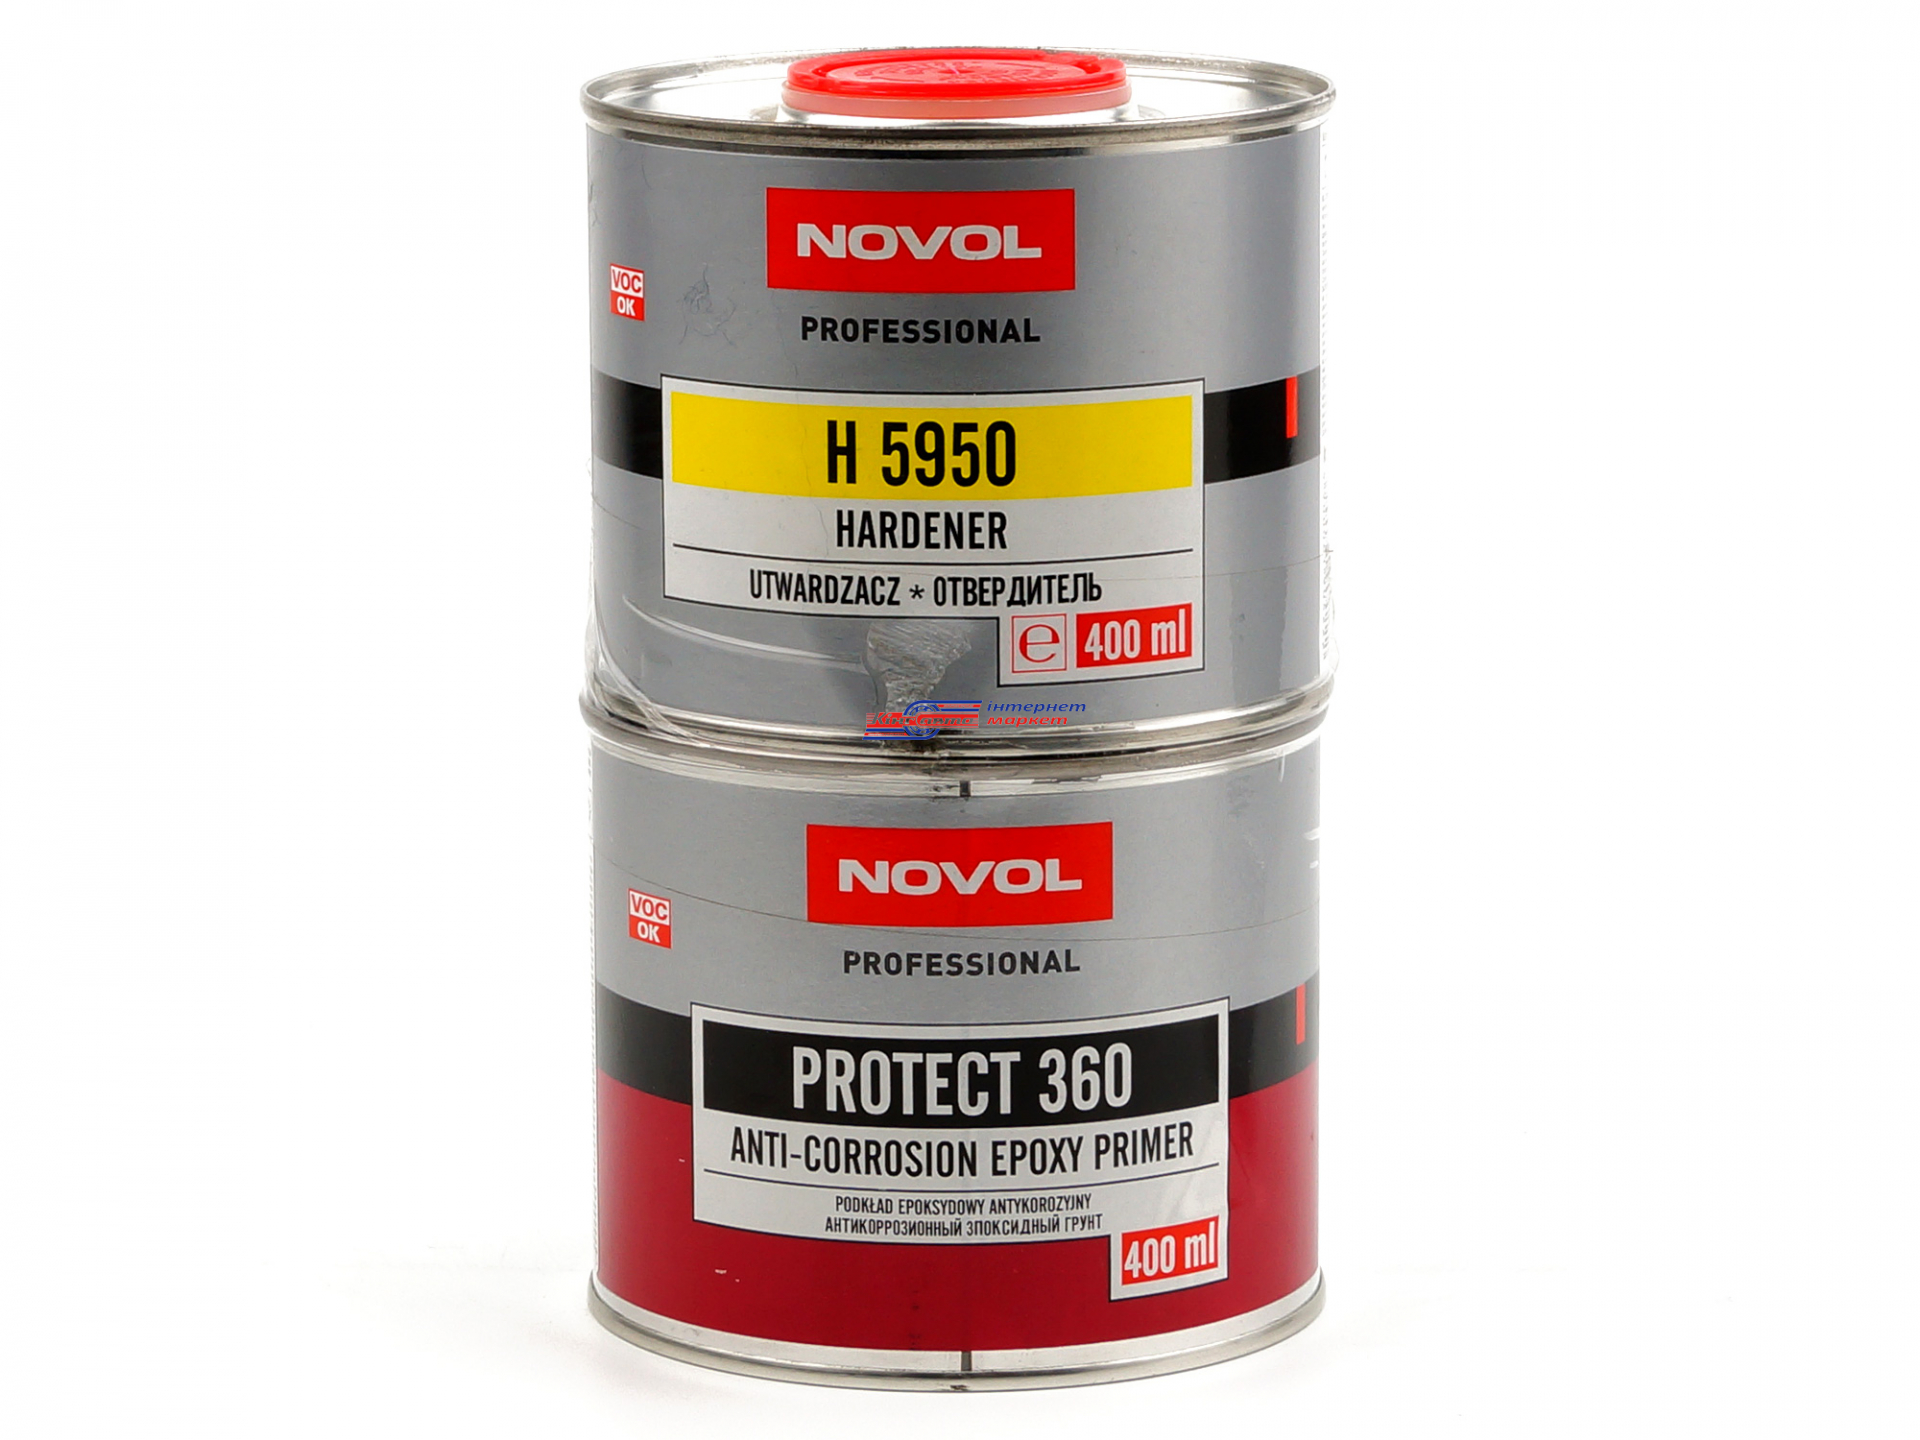 NOVOL
VOC
OK
PROFESSIONAL
H 5950
HARDENER
UTWARDZACZ * ОТВЕРДИТЕЛЬ
e 400 ml
інтернет
маркет
NOVOL
VOC
OK
PROFESSIONAL
PROTECT 360
ANTI-CORROSION EPOXY PRIMER
PODKŁAD EPOKSYDOWY ANTYKOROZYJNY
АНТИКОРРОЗИОННЫЙ ЭПОКСИДНЫЙ ГРУНТ
400 ml